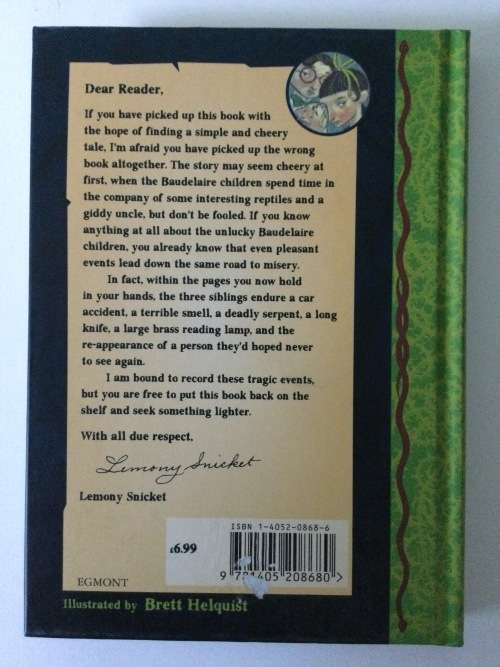 Dear Reader,
If you have picked up this book with
the hope of finding a simple and cheery
tale, I'm afraid you have picked up the wrong
book altogether. The story may seem cheery at
first, when the Baudelaire children spend time in
the company of some interesting reptiles and a
giddy uncle, but don't be fooled. If you know
anything at all about the unlucky Baudelaire
children, you already know that even pleasant
events lead down the same road to misery.
In fact, within the pages you now hold
in your hands, the three siblings endure a car
accident, a terrible smell, a deadly serpent, a long
knife, a large brass reading lamp, and the
re-appearance of a person they'd hoped never
to see again.
I am bound to record these tragic events,
but you are free to put this book back on the
shelf and seek something lighter.
With all due respect,
Lemony Snicket
Lemony Snicket
ISBN 1-4052-0868-6
£6.99
9 781405 208680 >
EGMONT
Illustrated by Brett Helquist